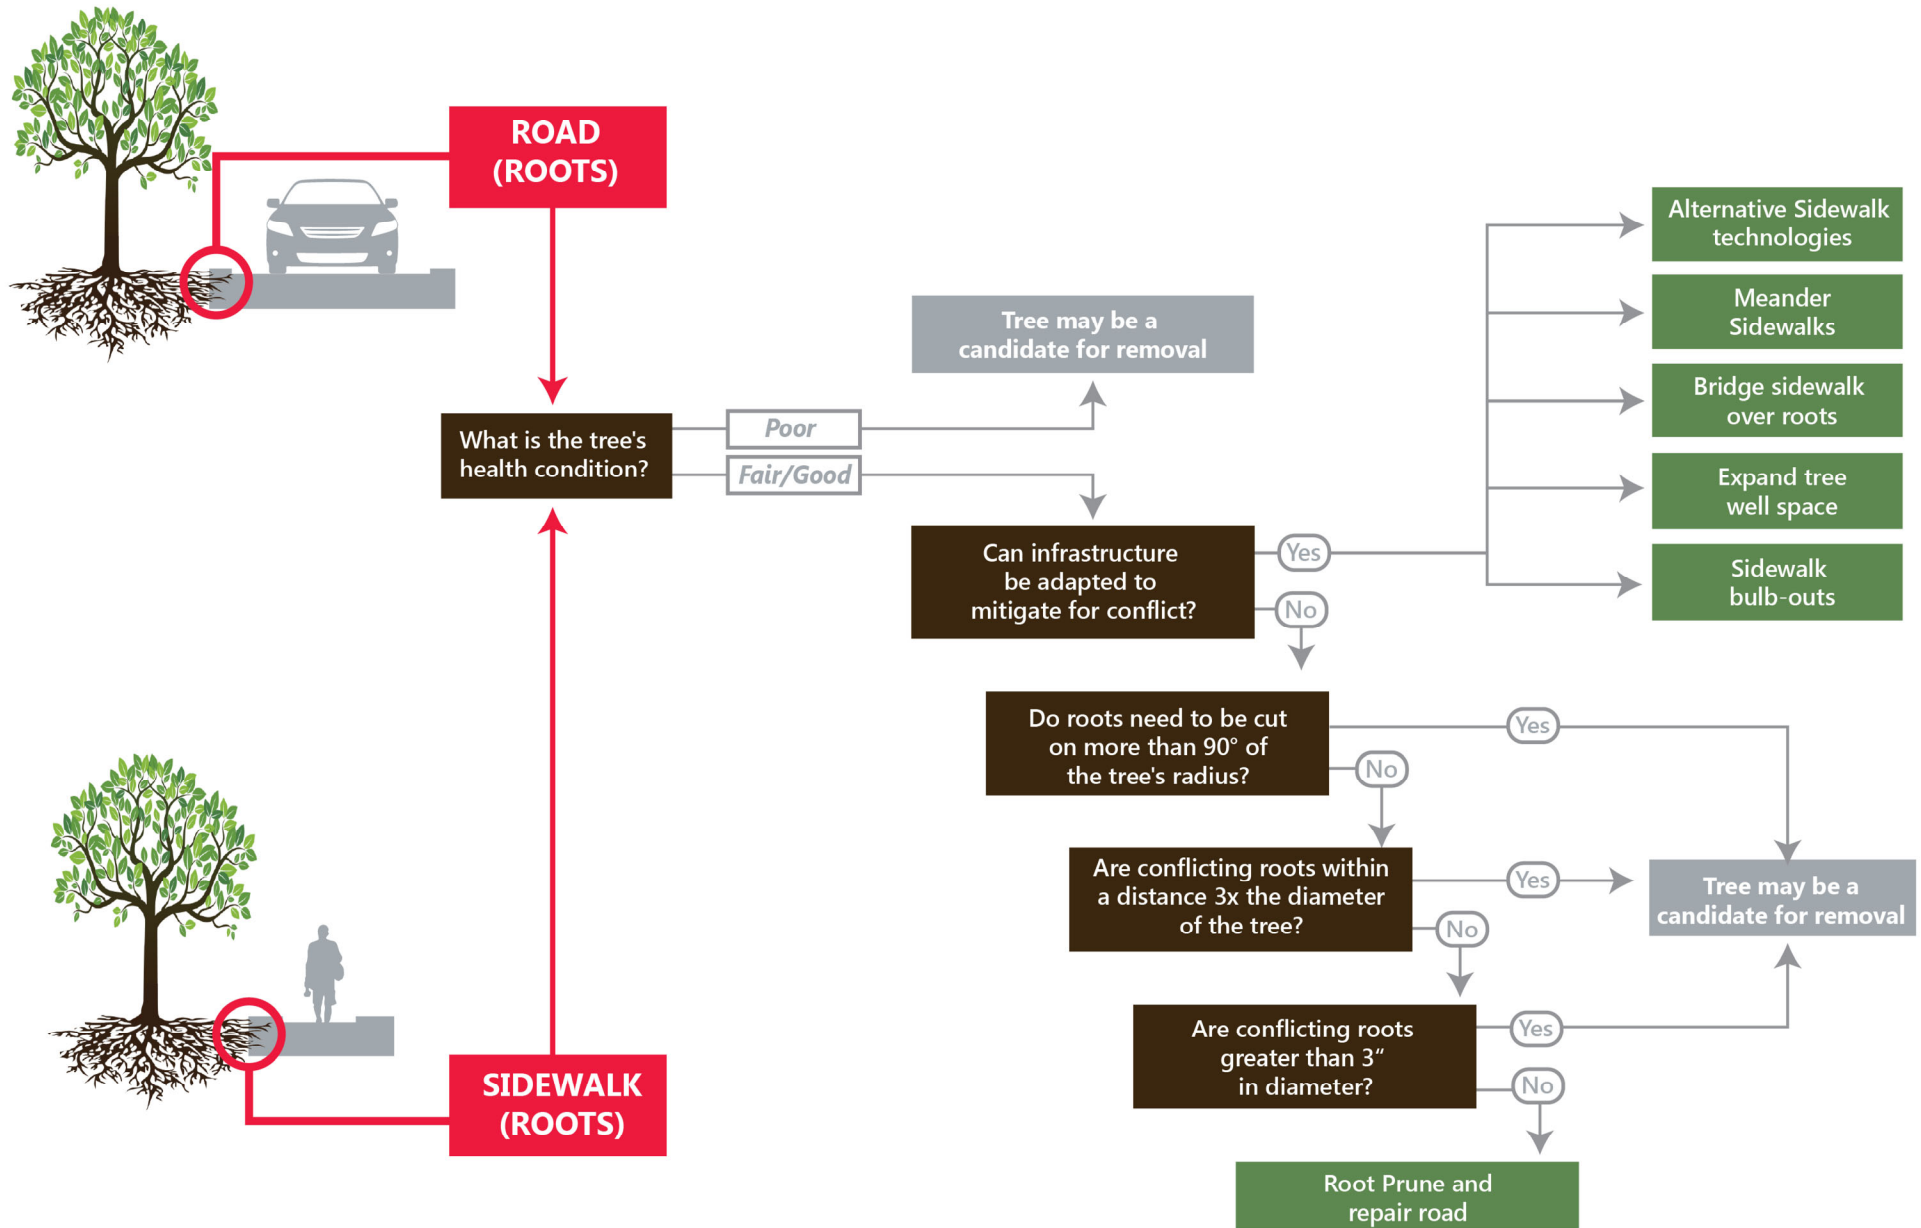 ROAD
(ROOTS)
What is the tree's
health condition?
Poor
Fair/Good
Tree may be a
candidate for removal
Can infrastructure
be adapted to
mitigate for conflict?
Yes
No
Alternative Sidewalk
technologies
Meander
Sidewalks
Bridge sidewalk
over roots
Expand tree
well space
Sidewalk
bulb-outs
Do roots need to be cut
on more than 90° of
the tree's radius?
Yes
No
Are conflicting roots within
a distance 3x the diameter
of the tree?
Yes
No
Tree may be a
candidate for removal
Are conflicting roots
greater than 3“
in diameter?
Yes
No
Root Prune and
repair road
SIDEWALK
(ROOTS)